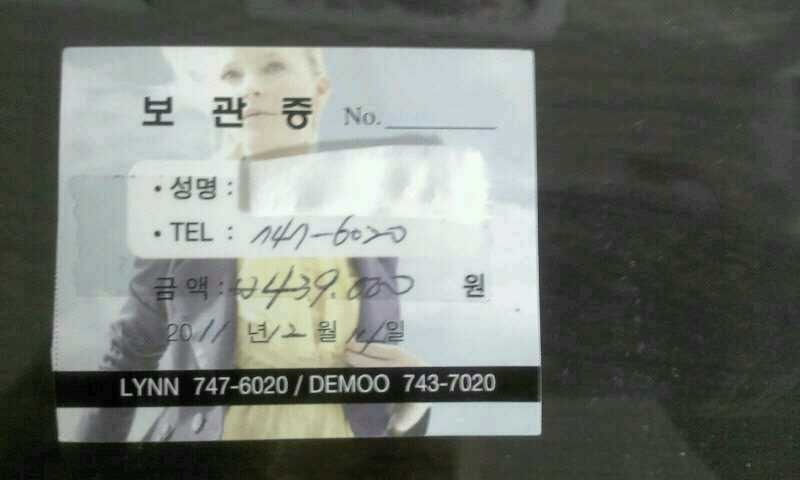 보관증 No.
• 성명 :
• TEL : 747-6020
금액 : ₩439.000 원
2011 년 12 월 14 일
LYNN 747-6020 / DEMOO 743-7020